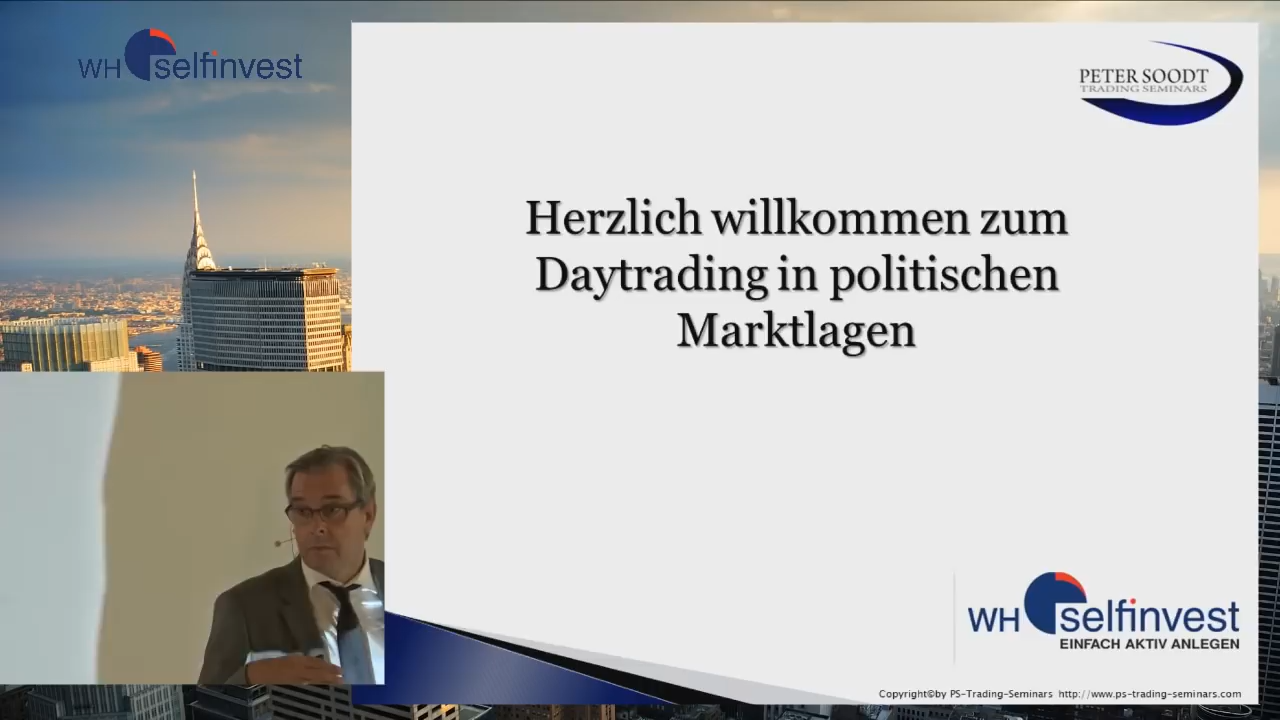 WH selfinvest
PETER SOODT
TRADING SEMINARS
Herzlich willkommen zum
Daytrading in politischen
Marktlagen
WH selfinvest
EINFACH AKTIV ANLEGEN
Copyright©by PS-Trading-Seminars http://www.ps-trading-seminars.com